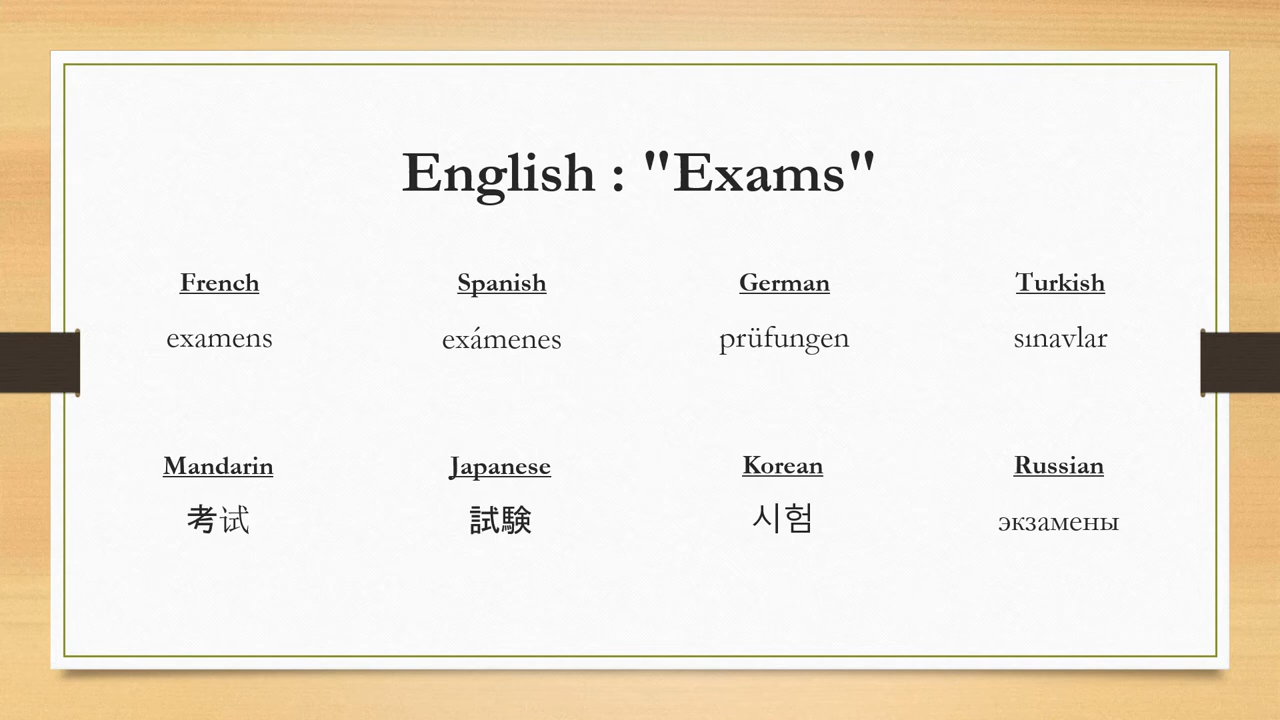 English : "Exams"
French Spanish German Turkish
examens exámenes prüfungen sınavlar
Mandarin Japanese Korean Russian
考试 試験 시험 экзамены